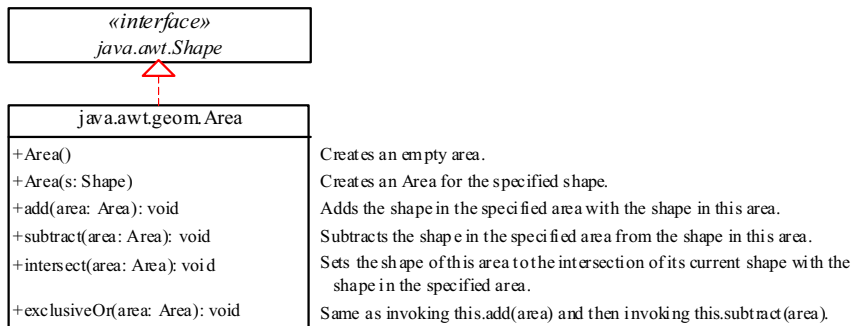 «interface»
java.awt.Shape
java.awt.geom.Area
+Area() Creates an empty area.
+Area(s: Shape) Creates an Area for the specified shape.
+add(area: Area): void Adds the shape in the specified area with the shape in this area.
+subtract(area: Area): void Subtracts the shape in the specified area from the shape in this area.
+intersect(area: Area): void Sets the shape of this area to the intersection of its current shape with the
shape in the specified area.
+exclusiveOr(area: Area): void Same as invoking this.add(area) and then invoking this.subtract(area).